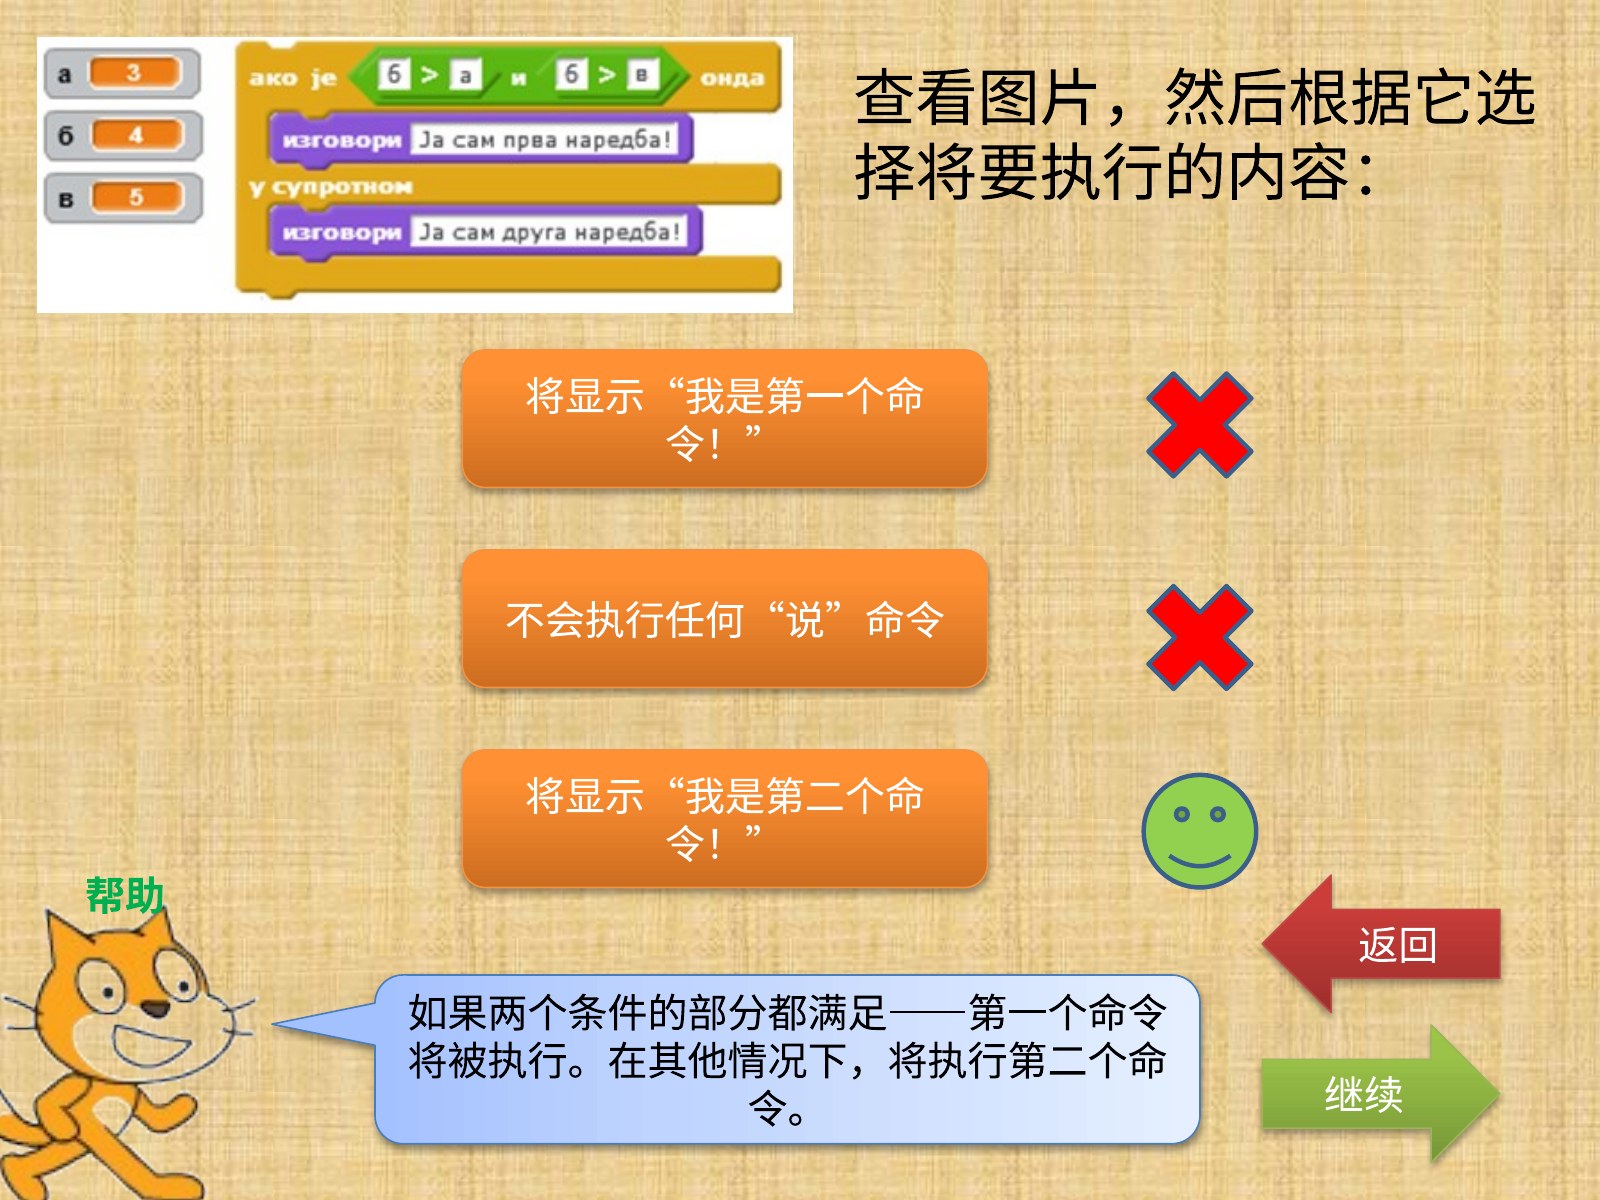 а 3
б 4
в 5
ако је б > а и б > в онда
изговори Ја сам прва наредба!
у супротном
изговори Ја сам друга наредба!
查看图片，然后根据它选
择将要执行的内容：
将显示“我是第一个命
令！”
不会执行任何“说”命令
将显示“我是第二个命
令！”
帮助
如果两个条件的部分都满足——第一个命令
将被执行。在其他情况下，将执行第二个命
令。
返回
继续